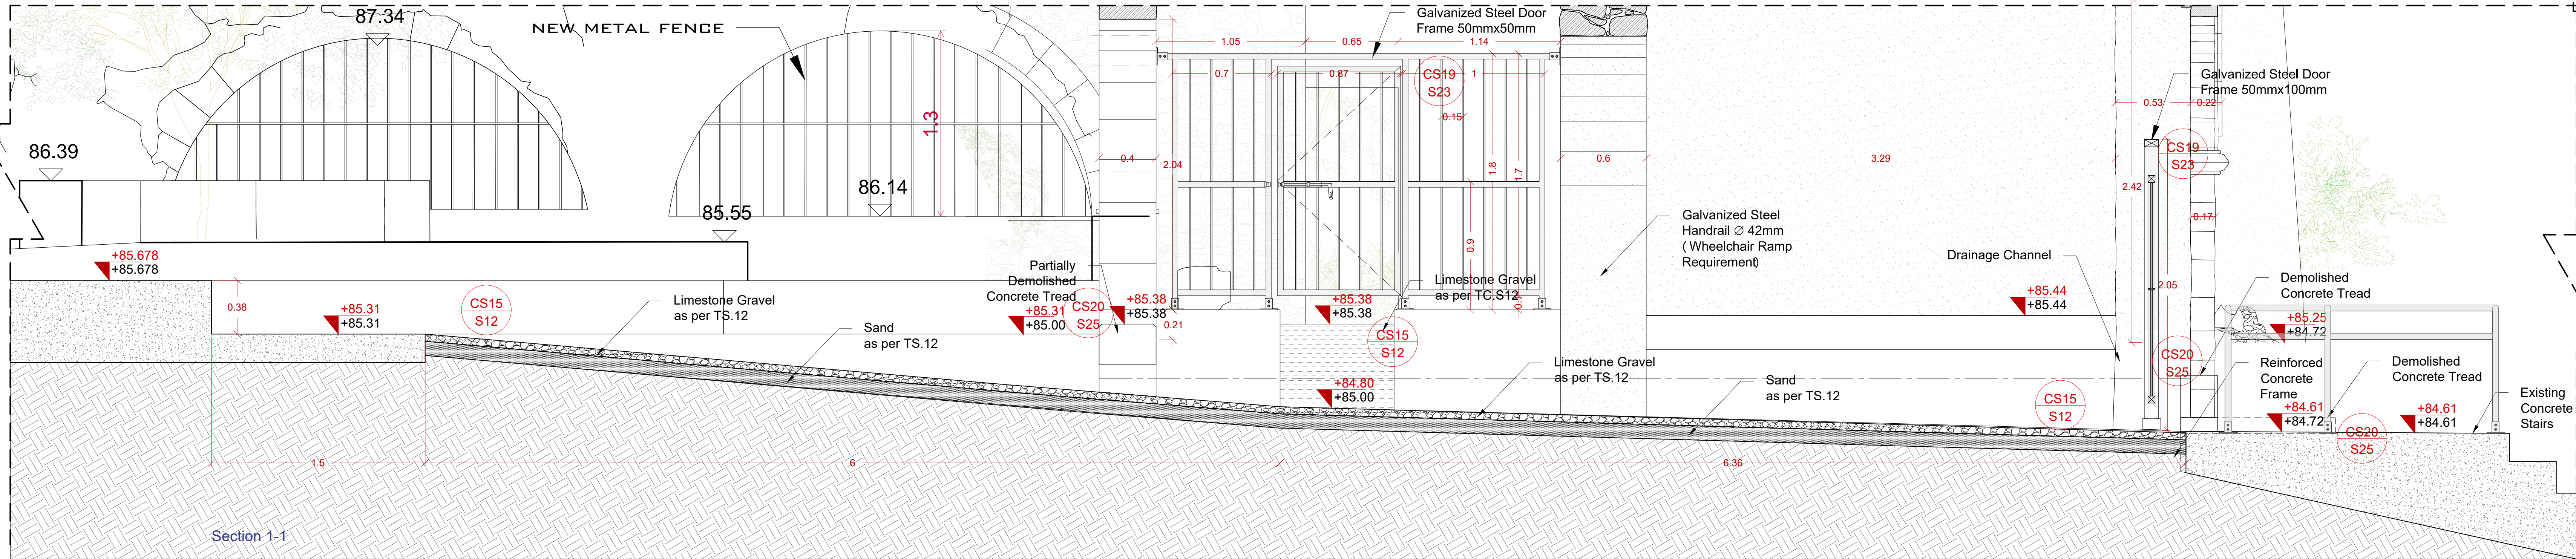 87.34
NEW METAL FENCE
Galvanized Steel Door
Frame 50mmx50mm
1.05
0.65
1.14
0.7
0.87
CS19
S23
1
Galvanized Steel Door
Frame 50mmx100mm
0.53
0.22
1.3
0.15
86.39
0.4
2.04
1.8
1.7
0.6
3.29
CS19
S23
2.42
86.14
85.55
Galvanized Steel
Handrail Ø 42mm
( Wheelchair Ramp
Requirement)
0.17
0.9
+85.678
+85.678
Partially
Demolished
Concrete Tread
Limestone Gravel
as per TC.S12
Drainage Channel
Demolished
Concrete Tread
0.38
+85.31
+85.31
CS15
S12
Limestone Gravel
as per TS.12
Sand
as per TS.12
+85.31
+85.00
CS20
S25
+85.38
+85.38
0.21
+85.38
+85.38
CS15
S12
+85.44
+85.44
2.05
+85.25
+84.72
CS20
S25
Limestone Gravel
as per TS.12
Sand
as per TS.12
+84.80
+85.00
CS15
S12
Reinforced
Concrete
Frame
Demolished
Concrete Tread
+84.61
+84.72
+84.61
+84.61
CS20
S25
Existing
Concrete
Stairs
1.5
6
6.36
Section 1-1